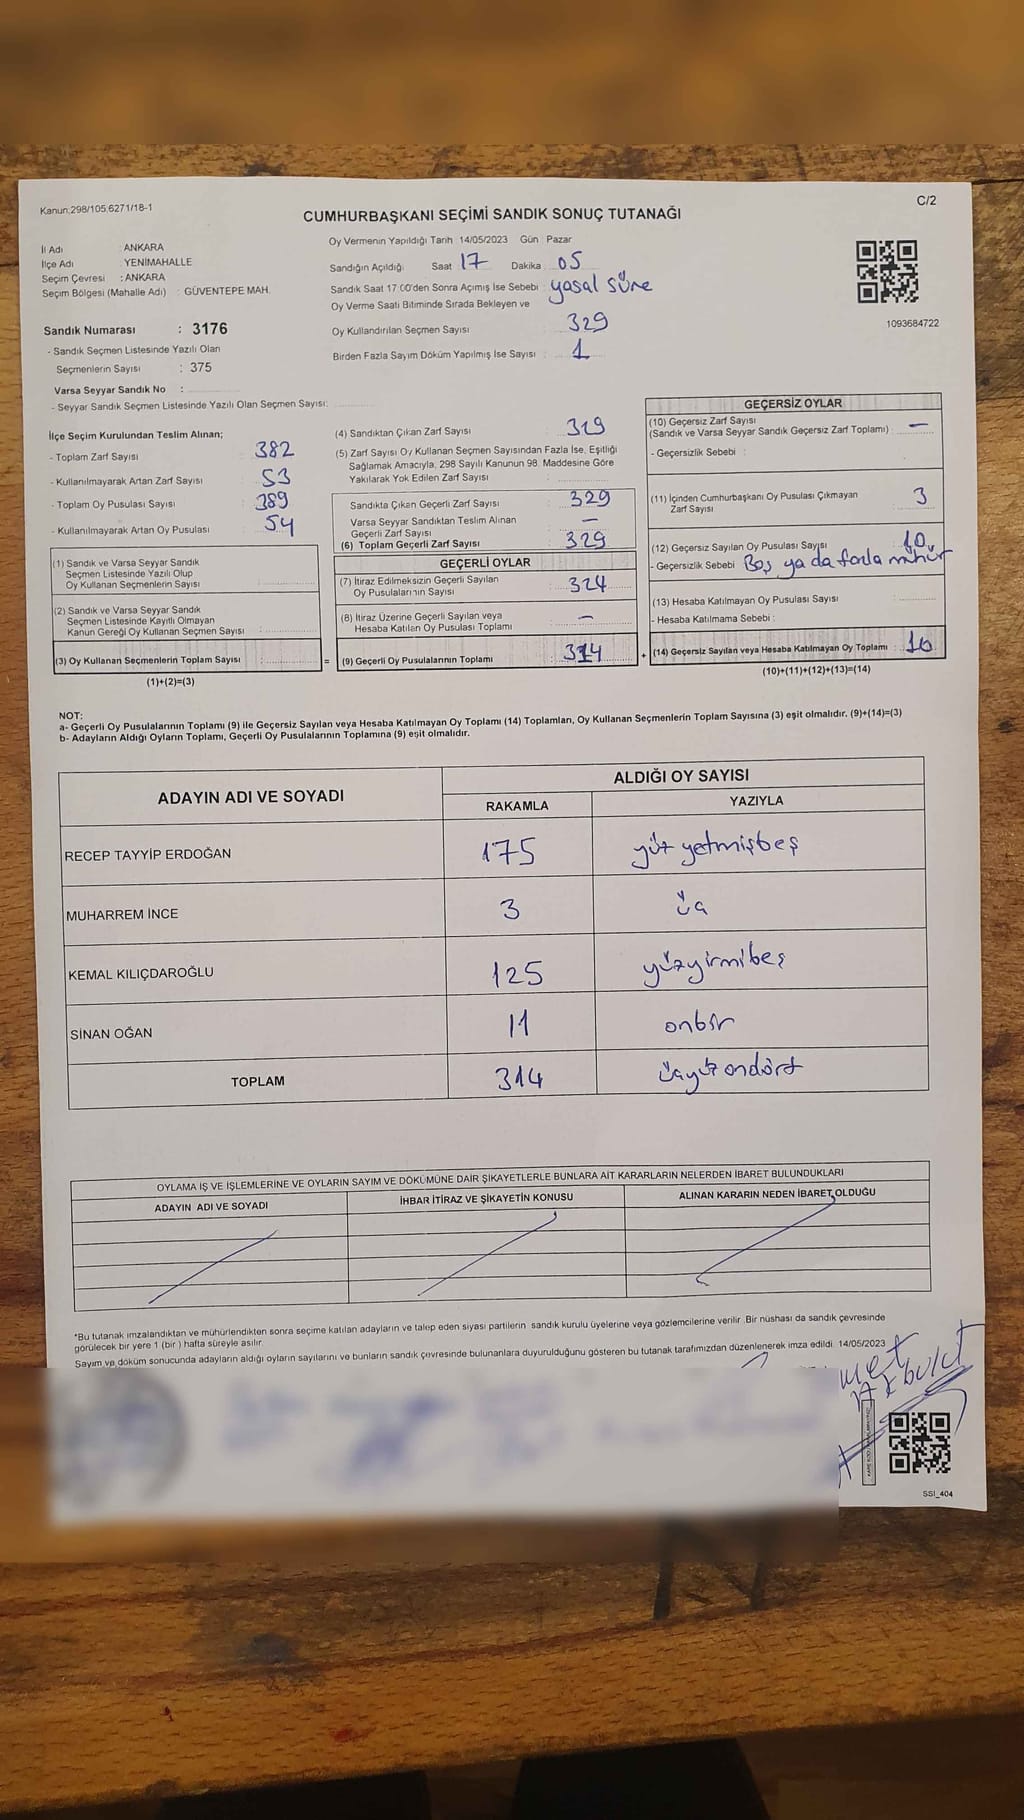 Kanun:298/105;6271/18-1
C/2
CUMHURBAŞKANI SEÇİMİ SANDIK SONUÇ TUTANAĞI
İl Adı : ANKARA
İlçe Adı : YENİMAHALLE
Seçim Çevresi : ANKARA
Seçim Bölgesi (Mahalle Adı) : GÜVENTEPE MAH.
Oy Vermenin Yapıldığı Tarih : 14/05/2023 Gün : Pazar
Sandığın Açıldığı Saat 17 Dakika 05
Sandık Saat 17:00'den Sonra Açılmış İse Sebebi : yasal süre
Oy Verme Saati Bitiminde Sırada Bekleyen ve
Oy Kullandırılan Seçmen Sayısı 329
Birden Fazla Sayım Döküm Yapılmış İse Sayısı : 1
1093684722
Sandık Numarası : 3176
- Sandık Seçmen Listesinde Yazılı Olan
Seçmenlerin Sayısı : 375
Varsa Seyyar Sandık No :
- Seyyar Sandık Seçmen Listesinde Yazılı Olan Seçmen Sayısı:
İlçe Seçim Kurulundan Teslim Alınan;
- Toplam Zarf Sayısı 382
- Kullanılmayarak Artan Zarf Sayısı 53
- Toplam Oy Pusulası Sayısı 389
- Kullanılmayarak Artan Oy Pusulası 54
(1) Sandık ve Varsa Seyyar Sandık
Seçmen Listesinde Yazılı Olup
Oy Kullanan Seçmenlerin Sayısı
(2) Sandık ve Varsa Seyyar Sandık
Seçmen Listesinde Kayıtlı Olmayan
Kanun Gereği Oy Kullanan Seçmen Sayısı
(3) Oy Kullanan Seçmenlerin Toplam Sayısı :
(1)+(2)=(3)
(4) Sandıktan Çıkan Zarf Sayısı 329
(5) Zarf Sayısı Oy Kullanan Seçmen Sayısından Fazla İse, Eşitliği
Sağlamak Amacıyla, 298 Sayılı Kanunun 98. Maddesine Göre
Yakılarak Yok Edilen Zarf Sayısı
Sandıkta Çıkan Geçerli Zarf Sayısı 329
Varsa Seyyar Sandıktan Teslim Alınan
Geçerli Zarf Sayısı —
(6) Toplam Geçerli Zarf Sayısı 329
GEÇERLİ OYLAR
(7) İtiraz Edilmeksizin Geçerli Sayılan
Oy Pusulalarının Sayısı 324
(8) İtiraz Üzerine Geçerli Sayılan veya
Hesaba Katılan Oy Pusulası Toplamı —
= (9) Geçerli Oy Pusulalarının Toplamı 314 +
GEÇERSİZ OYLAR
(10) Geçersiz Zarf Sayısı
(Sandık ve Varsa Seyyar Sandık Geçersiz Zarf Toplamı) : —
- Geçersizlik Sebebi :
(11) İçinden Cumhurbaşkanı Oy Pusulası Çıkmayan
Zarf Sayısı 3
(12) Geçersiz Sayılan Oy Pusulası Sayısı 10
- Geçersizlik Sebebi Boş ya da fazla mühür
(13) Hesaba Katılmayan Oy Pusulası Sayısı
- Hesaba Katılmama Sebebi :
(14) Geçersiz Sayılan veya Hesaba Katılmayan Oy Toplamı :
(10)+(11)+(12)+(13)=(14)
NOT:
a- Geçerli Oy Pusulalarının Toplamı (9) ile Geçersiz Sayılan veya Hesaba Katılmayan Oy Toplamı (14) Toplamları, Oy Kullanan Seçmenlerin Toplam Sayısına (3) eşit olmalıdır. (9)+(14)=(3)
b- Adayların Aldığı Oyların Toplamı, Geçerli Oy Pusulalarının Toplamına (9) eşit olmalıdır.
ADAYIN ADI VE SOYADI
ALDIĞI OY SAYISI
RAKAMLA YAZIYLA
RECEP TAYYİP ERDOĞAN 175 yüz yetmişbeş
MUHARREM İNCE 3 üç
KEMAL KILIÇDAROĞLU 125 yüzyirmibeş
SİNAN OĞAN 11 onbir
TOPLAM 314 üçyüz ondört
OYLAMA İŞ VE İŞLEMLERİNE VE OYLARIN SAYIM VE DÖKÜMÜNE DAİR ŞİKAYETLERLE BUNLARA AİT KARARLARIN NELERDEN İBARET BULUNDUKLARI
ADAYIN ADI VE SOYADI İHBAR İTİRAZ VE ŞİKAYETİN KONUSU ALINAN KARARIN NEDEN İBARET OLDUĞU
*Bu tutanak imzalandıktan ve mühürlendikten sonra seçime katılan adayların ve talep eden siyasi partilerin sandık kurulu üyelerine veya gözlemcilerine verilir. Bir nüshası da sandık çevresinde
görülecek bir yere 1 (bir) hafta süreyle asılır.
Sayım ve döküm sonucunda adayların aldığı oyların sayılarını ve bunların sandık çevresinde bulunanlara duyurulduğunu gösteren bu tutanak tarafımızdan düzenlenerek imza edildi. 14/05/2023
SSI_404